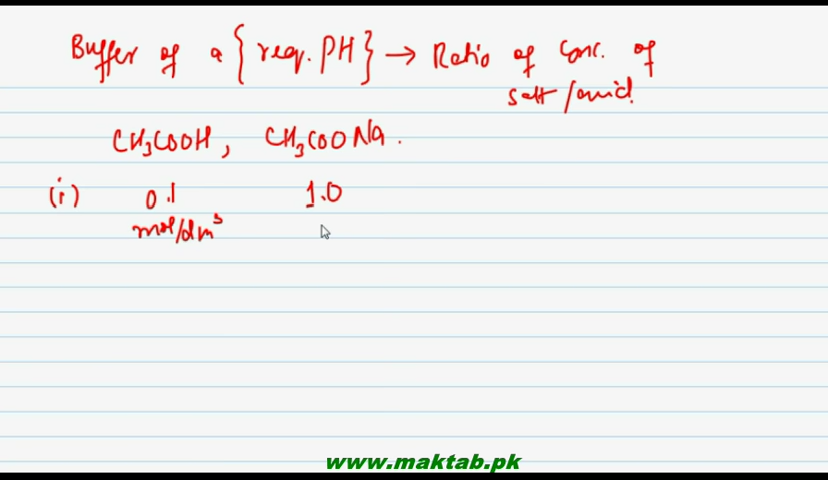 Buffer of a {req. PH} → Ratio of Conc. of
Salt/acid
CH₃COOH, CH₃COONa.
(i) 0.1 1.0
mol/dm³
www.maktab.pk